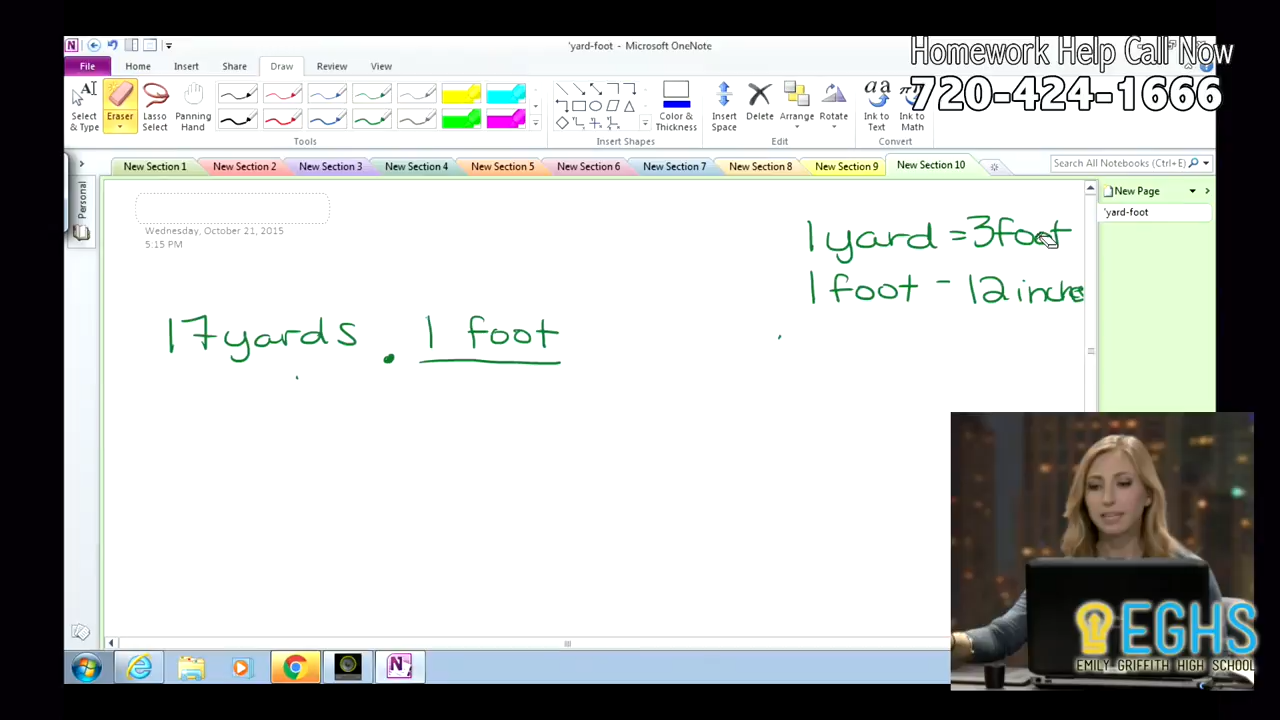 'yard-foot - Microsoft OneNote
Homework Help Call Now
720-424-1666
File Home Insert Share Draw Review View
Select & Type
Eraser
Lasso Select
Panning Hand
Color & Thickness
Insert Space
Delete
Arrange
Rotate
Ink to Text
Ink to Math
Tools
Insert Shapes
Edit
Convert
New Section 1 New Section 2 New Section 3 New Section 4 New Section 5 New Section 6 New Section 7 New Section 8 New Section 9 New Section 10
Search All Notebooks (Ctrl+E)
Personal
New Page
'yard-foot
Wednesday, October 21, 2015
5:15 PM
1 yard = 3 foot
1 foot - 12 inches
17 yards . 1 foot
EGHS
EMILY GRIFFITH HIGH SCHOOL